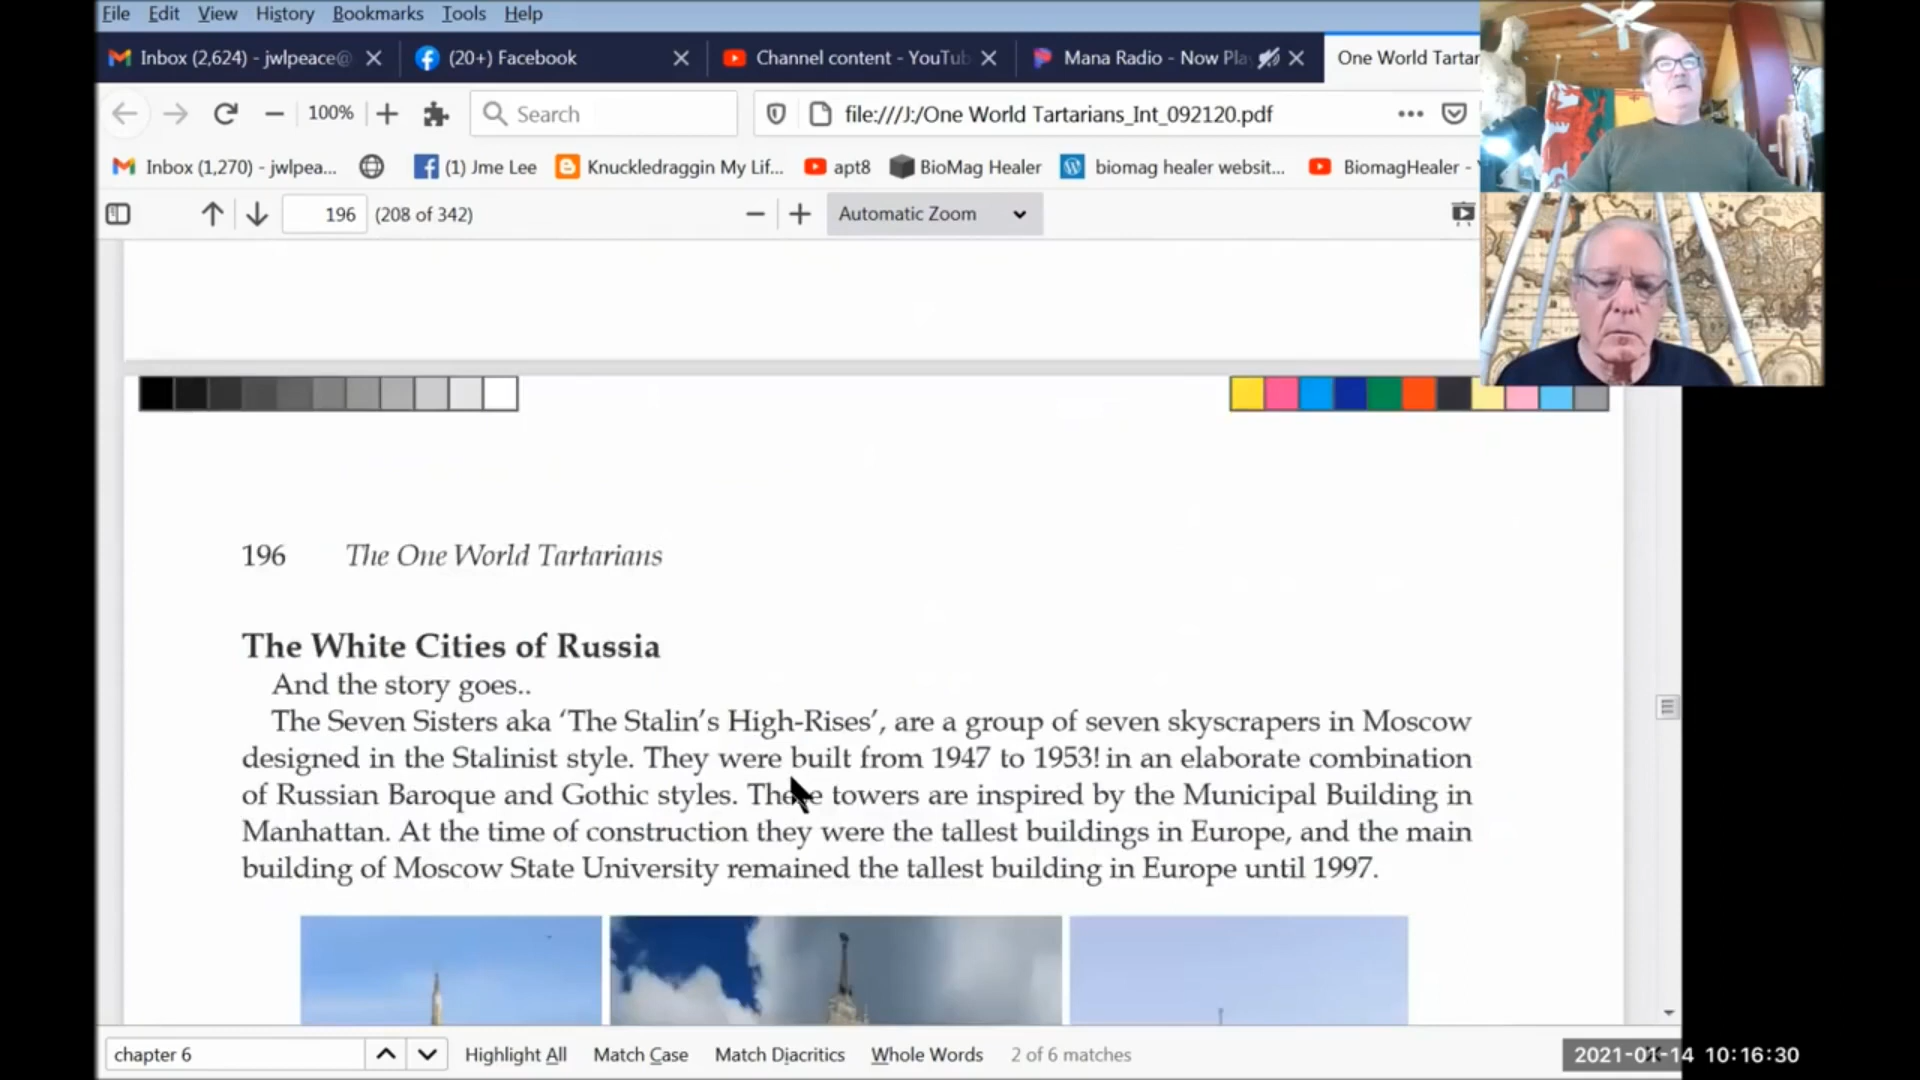 File Edit View History Bookmarks Tools Help
Inbox (2,624) - jwlpeace@ (20+) Facebook Channel content - YouTub Mana Radio - Now Pla One World Tartar
100% Search file:///J:/One World Tartarians_Int_092120.pdf
Inbox (1,270) - jwlpea... (1) Jme Lee Knuckledraggin My Lif... apt8 BioMag Healer biomag healer websit... BiomagHealer -
196 (208 of 342) Automatic Zoom
196 The One World Tartarians
The White Cities of Russia
And the story goes..
The Seven Sisters aka ‘The Stalin’s High-Rises’, are a group of seven skyscrapers in Moscow
designed in the Stalinist style. They were built from 1947 to 1953! in an elaborate combination
of Russian Baroque and Gothic styles. These towers are inspired by the Municipal Building in
Manhattan. At the time of construction they were the tallest buildings in Europe, and the main
building of Moscow State University remained the tallest building in Europe until 1997.
chapter 6 Highlight All Match Case Match Diacritics Whole Words 2 of 6 matches
2021-01-14 10:16:30